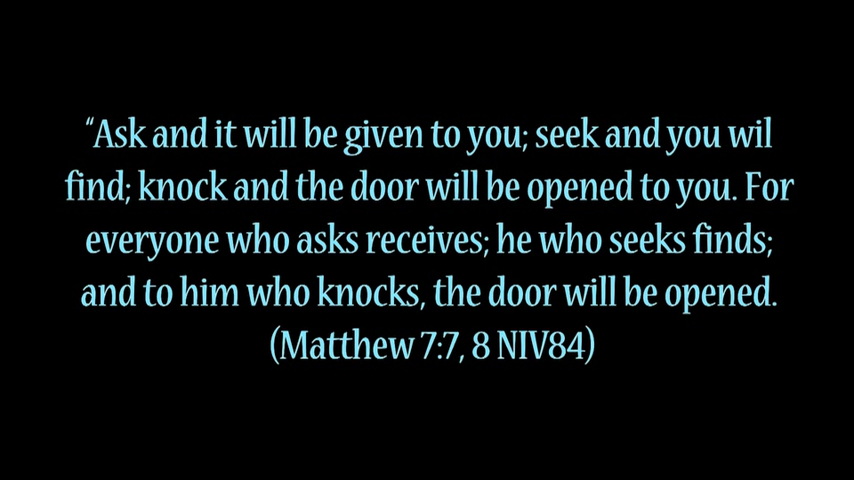 “Ask and it will be given to you; seek and you wil
find; knock and the door will be opened to you. For
everyone who asks receives; he who seeks finds;
and to him who knocks, the door will be opened.
(Matthew 7:7, 8 NIV84)